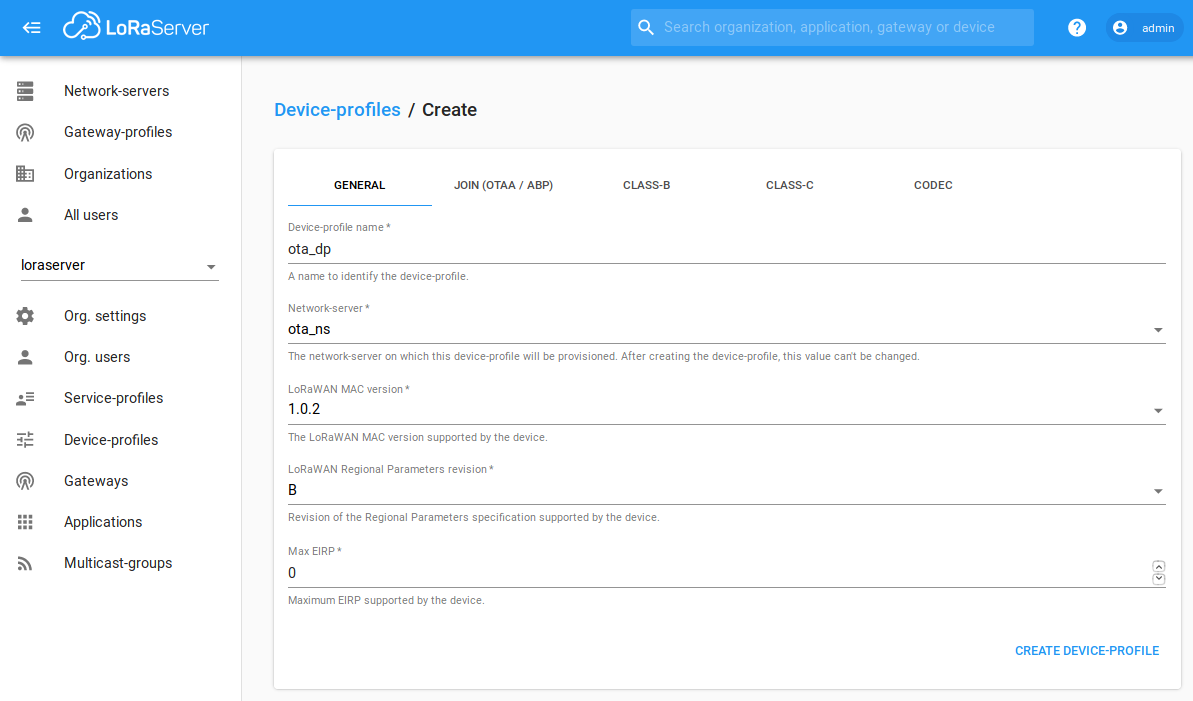 LoRaServer
Search organization, application, gateway or device
? admin
Network-servers
Gateway-profiles
Organizations
All users
loraserver
Org. settings
Org. users
Service-profiles
Device-profiles
Gateways
Applications
Multicast-groups
Device-profiles / Create
GENERAL JOIN (OTAA / ABP) CLASS-B CLASS-C CODEC
Device-profile name *
ota_dp
A name to identify the device-profile.
Network-server *
ota_ns
The network-server on which this device-profile will be provisioned. After creating the device-profile, this value can't be changed.
LoRaWAN MAC version *
1.0.2
The LoRaWAN MAC version supported by the device.
LoRaWAN Regional Parameters revision *
B
Revision of the Regional Parameters specification supported by the device.
Max EIRP *
0
Maximum EIRP supported by the device.
CREATE DEVICE-PROFILE